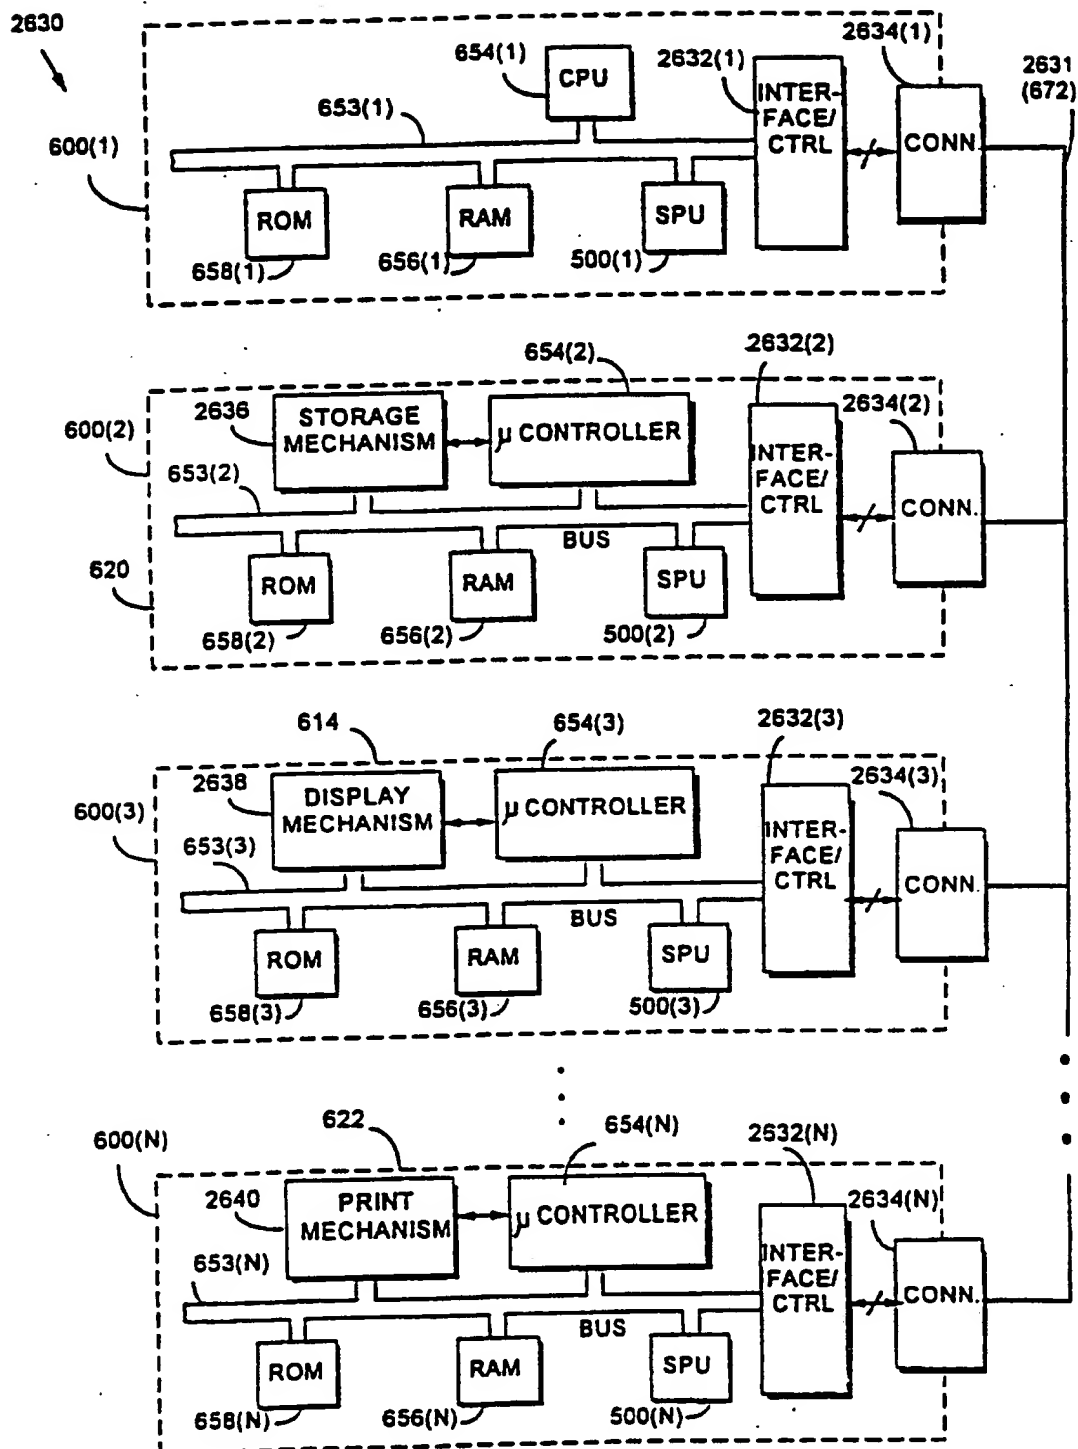 2630
654(1)
2632(1)
2634(1)
2631
(672)
CPU
INTER-
FACE/
CTRL
CONN.
653(1)
600(1)
ROM
RAM
SPU
658(1)
656(1)
500(1)
654(2)
2632(2)
2634(2)
2636
STORAGE
MECHANISM
µ CONTROLLER
INTER-
FACE/
CTRL
CONN.
600(2)
653(2)
BUS
620
ROM
RAM
SPU
658(2)
656(2)
500(2)
614
654(3)
2632(3)
2634(3)
2638
DISPLAY
MECHANISM
µ CONTROLLER
INTER-
FACE/
CTRL
CONN.
600(3)
653(3)
BUS
ROM
RAM
SPU
658(3)
656(3)
500(3)
622
654(N)
2632(N)
2634(N)
600(N)
2640
PRINT
MECHANISM
µ CONTROLLER
INTER-
FACE/
CTRL
CONN.
653(N)
BUS
ROM
RAM
SPU
658(N)
656(N)
500(N)